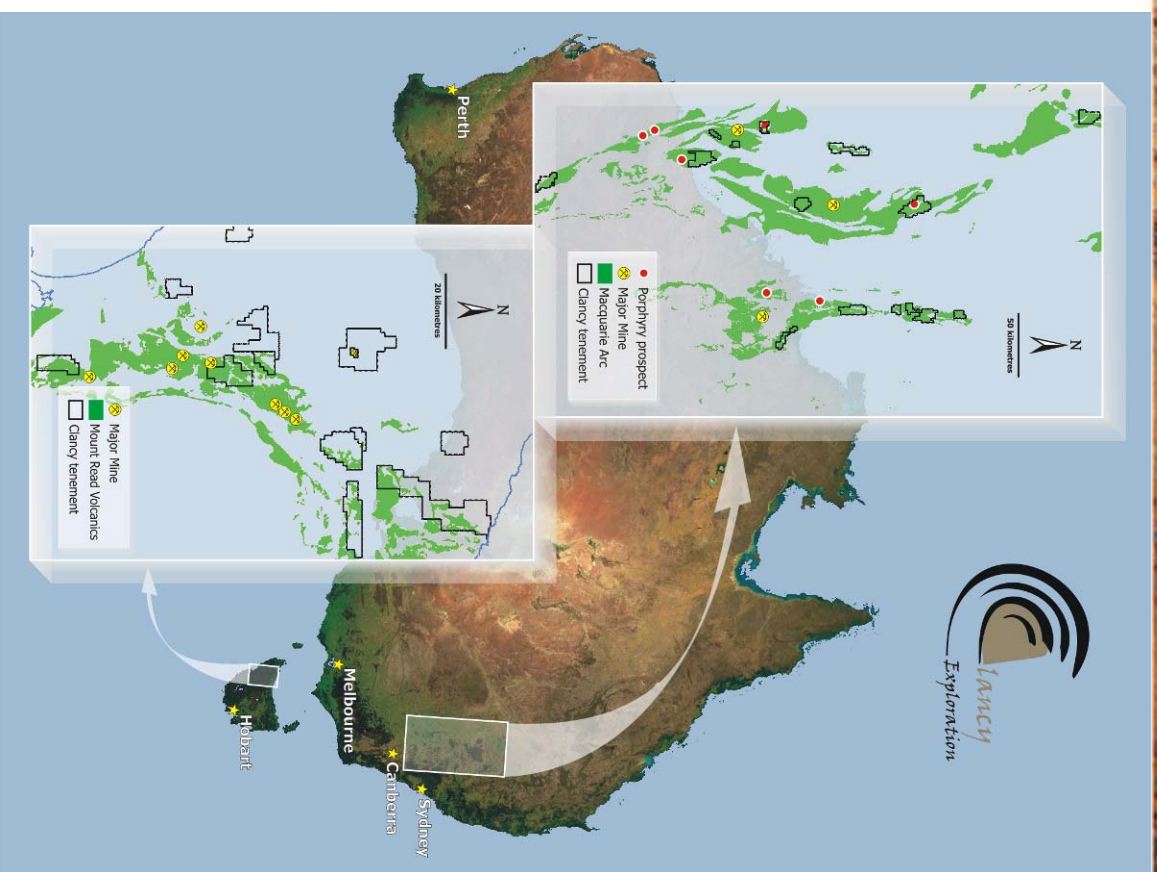 Clancy
Exploration
N
50 kilometres
Porphyry prospect
Major Mine
Macquarie Arc
Clancy tenement
N
20 kilometres
Major Mine
Mount Read Volcanics
Clancy tenement
Perth
Sydney
Canberra
Melbourne
Hobart